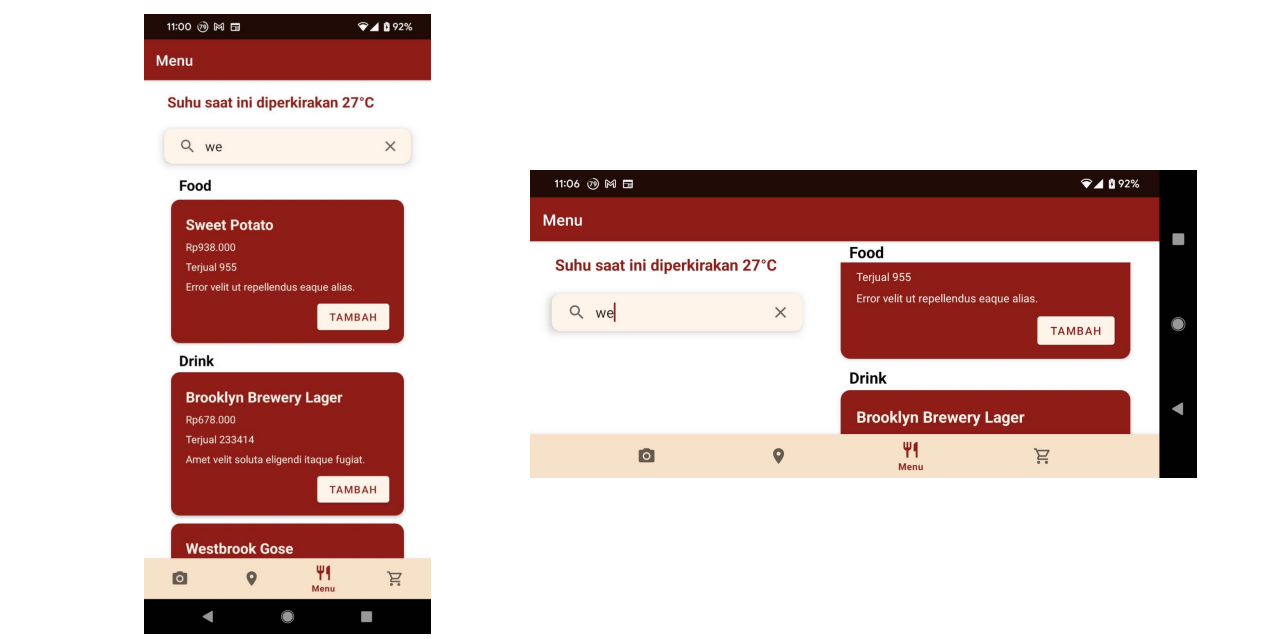 11:00 79 92%
Menu
Suhu saat ini diperkirakan 27°C
we
Food
Sweet Potato
Rp938.000
Terjual 955
Error velit ut repellendus eaque alias.
TAMBAH
Drink
Brooklyn Brewery Lager
Rp678.000
Terjual 233414
Amet velit soluta eligendi itaque fugiat.
TAMBAH
Westbrook Gose
Menu
11:06 79 92%
Menu
Suhu saat ini diperkirakan 27°C
we
Food
Terjual 955
Error velit ut repellendus eaque alias.
TAMBAH
Drink
Brooklyn Brewery Lager
Menu